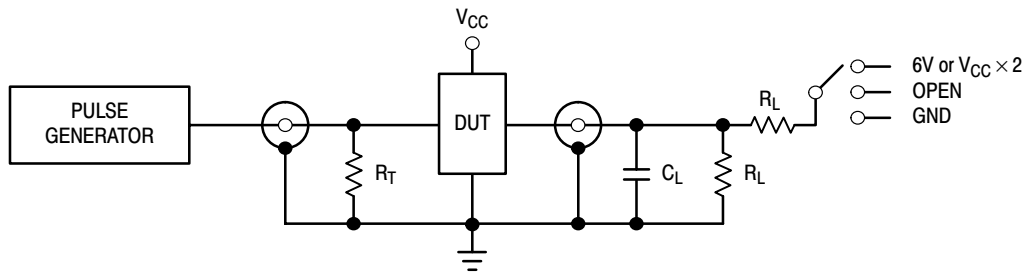 V_CC
PULSE
GENERATOR
R_T
DUT
C_L
R_L
R_L
6V or V_CC × 2
OPEN
GND